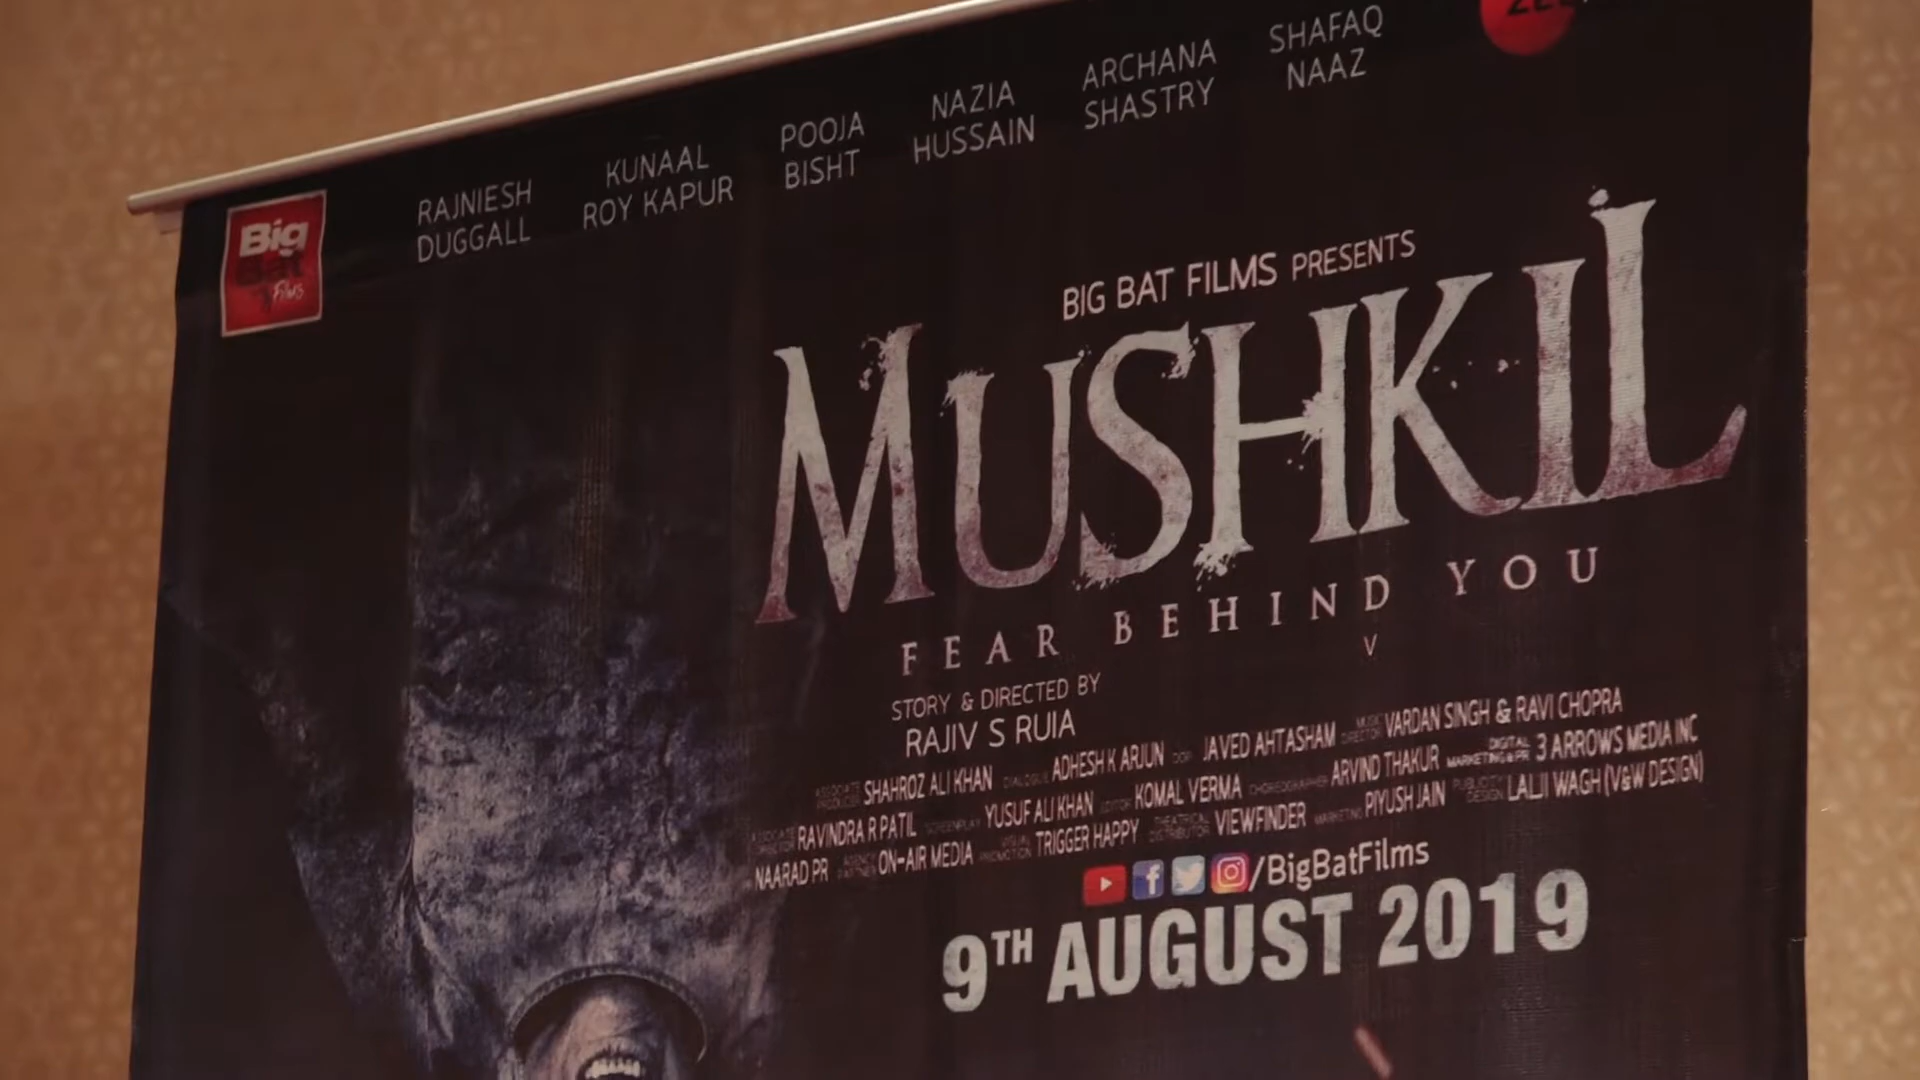 Big
Bat
Films
RAJNIESH
DUGGALL
KUNAAL
ROY KAPUR
POOJA
BISHT
NAZIA
HUSSAIN
ARCHANA
SHASTRY
SHAFAQ
NAAZ
BIG BAT FILMS PRESENTS
MUSHKIL
FEAR BEHIND YOU
V
STORY & DIRECTED BY
RAJIV S RUIA
ASSOCIATE PRODUCER SHAHROZ ALI KHAN DIALOGUE ADHESH K ARJUN DOP JAVED AHTASHAM MUSIC DIRECTOR VARDAN SINGH & RAVI CHOPRA
ASSOCIATE DIRECTOR RAVINDRA R PATIL SCREENPLAY YUSUF ALI KHAN EDITOR KOMAL VERMA CHOREOGRAPHER ARVIND THAKUR DIGITAL MARKETING & PR 3 ARROWS MEDIA INC
NAARAD PR ON-AIR MEDIA VISUAL PROMOTION TRIGGER HAPPY THEATRICAL DISTRIBUTOR VIEWFINDER MARKETING PIYUSH JAIN PUBLICITY DESIGN LALJI WAGH (V&W DESIGN)
/BigBatFilms
9TH AUGUST 2019